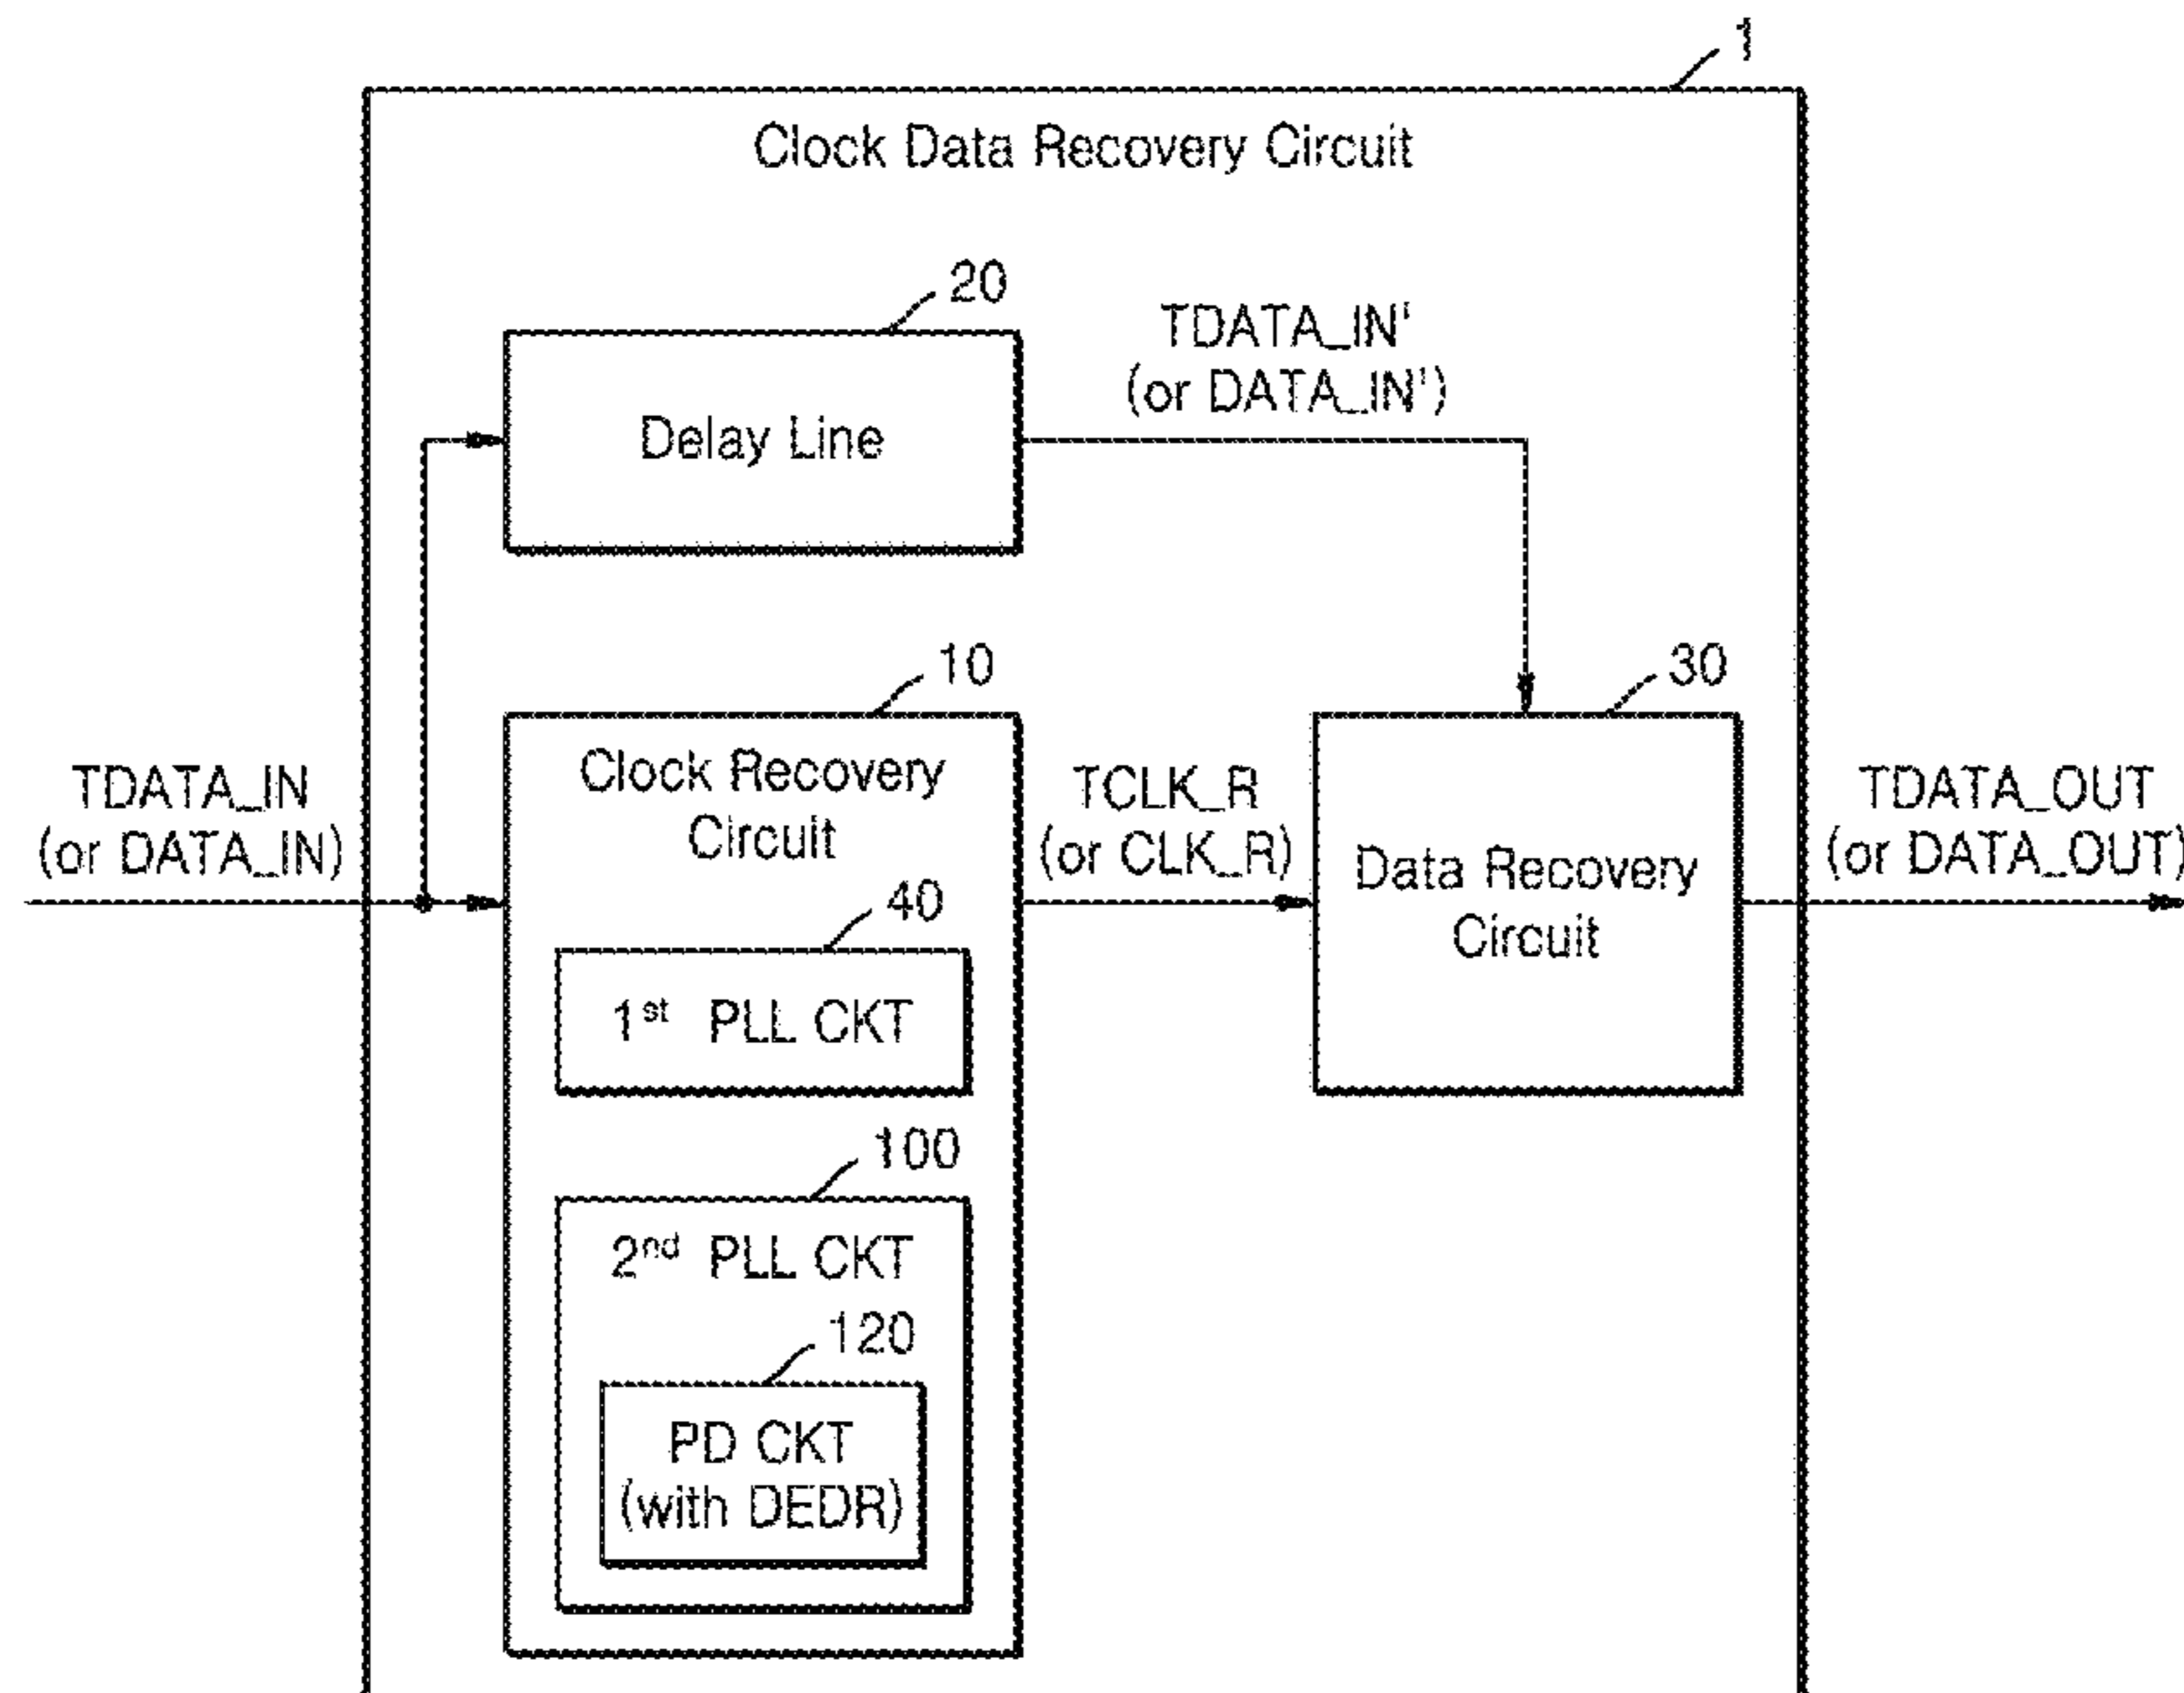 1
Clock Data Recovery Circuit
20
TDATA_IN'
(or DATA_IN')
Delay Line
10
30
Clock Recovery
Circuit
TDATA_IN
(or DATA_IN)
TCLK_R
(or CLK_R)
Data Recovery
Circuit
TDATA_OUT
(or DATA_OUT)
40
1st PLL CKT
100
2nd PLL CKT
120
PD CKT
(with DEDR)